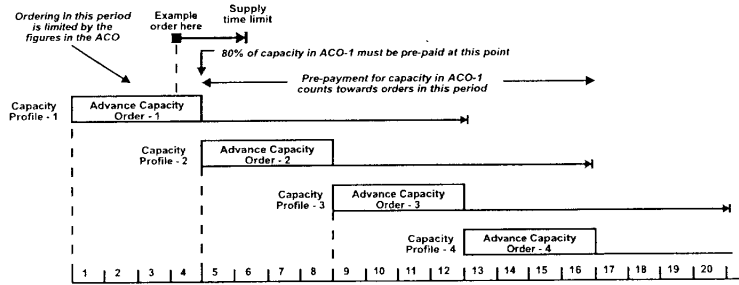 Ordering in this period
is limited by the
figures in the ACO
Example
order here
Supply
time limit
80% of capacity in ACO-1 must be pre-paid at this point
Pre-payment for capacity in ACO-1
counts towards orders in this period
Capacity
Profile - 1
Advance Capacity
Order - 1
Capacity
Profile - 2
Advance Capacity
Order - 2
Capacity
Profile - 3
Advance Capacity
Order - 3
Capacity
Profile - 4
Advance Capacity
Order - 4
1 2 3 4 5 6 7 8 9 10 11 12 13 14 15 16 17 18 19 20